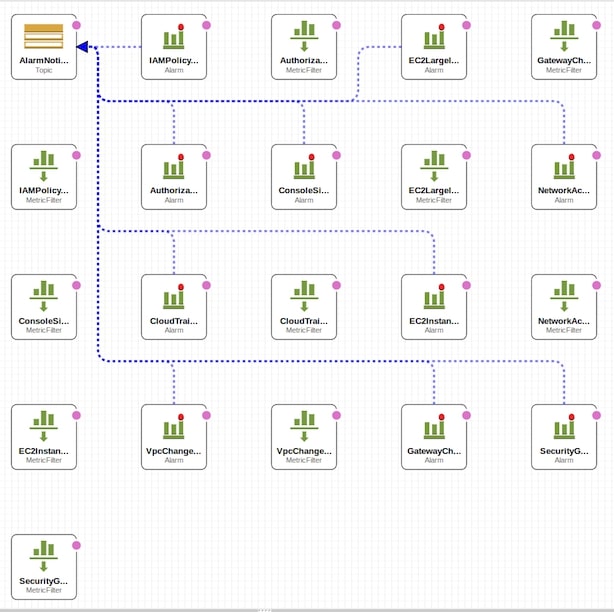 AlarmNoti...
Topic
IAMPolicy...
Alarm
Authoriza...
MetricFilter
EC2Largel...
Alarm
GatewayCh...
MetricFilter
IAMPolicy...
MetricFilter
Authoriza...
Alarm
ConsoleSi...
Alarm
EC2Largel...
MetricFilter
NetworkAc...
Alarm
ConsoleSi...
MetricFilter
CloudTrai...
Alarm
CloudTrai...
MetricFilter
EC2Instan...
Alarm
NetworkAc...
MetricFilter
EC2Instan...
MetricFilter
VpcChange...
Alarm
VpcChange...
MetricFilter
GatewayCh...
Alarm
SecurityG...
Alarm
SecurityG...
MetricFilter